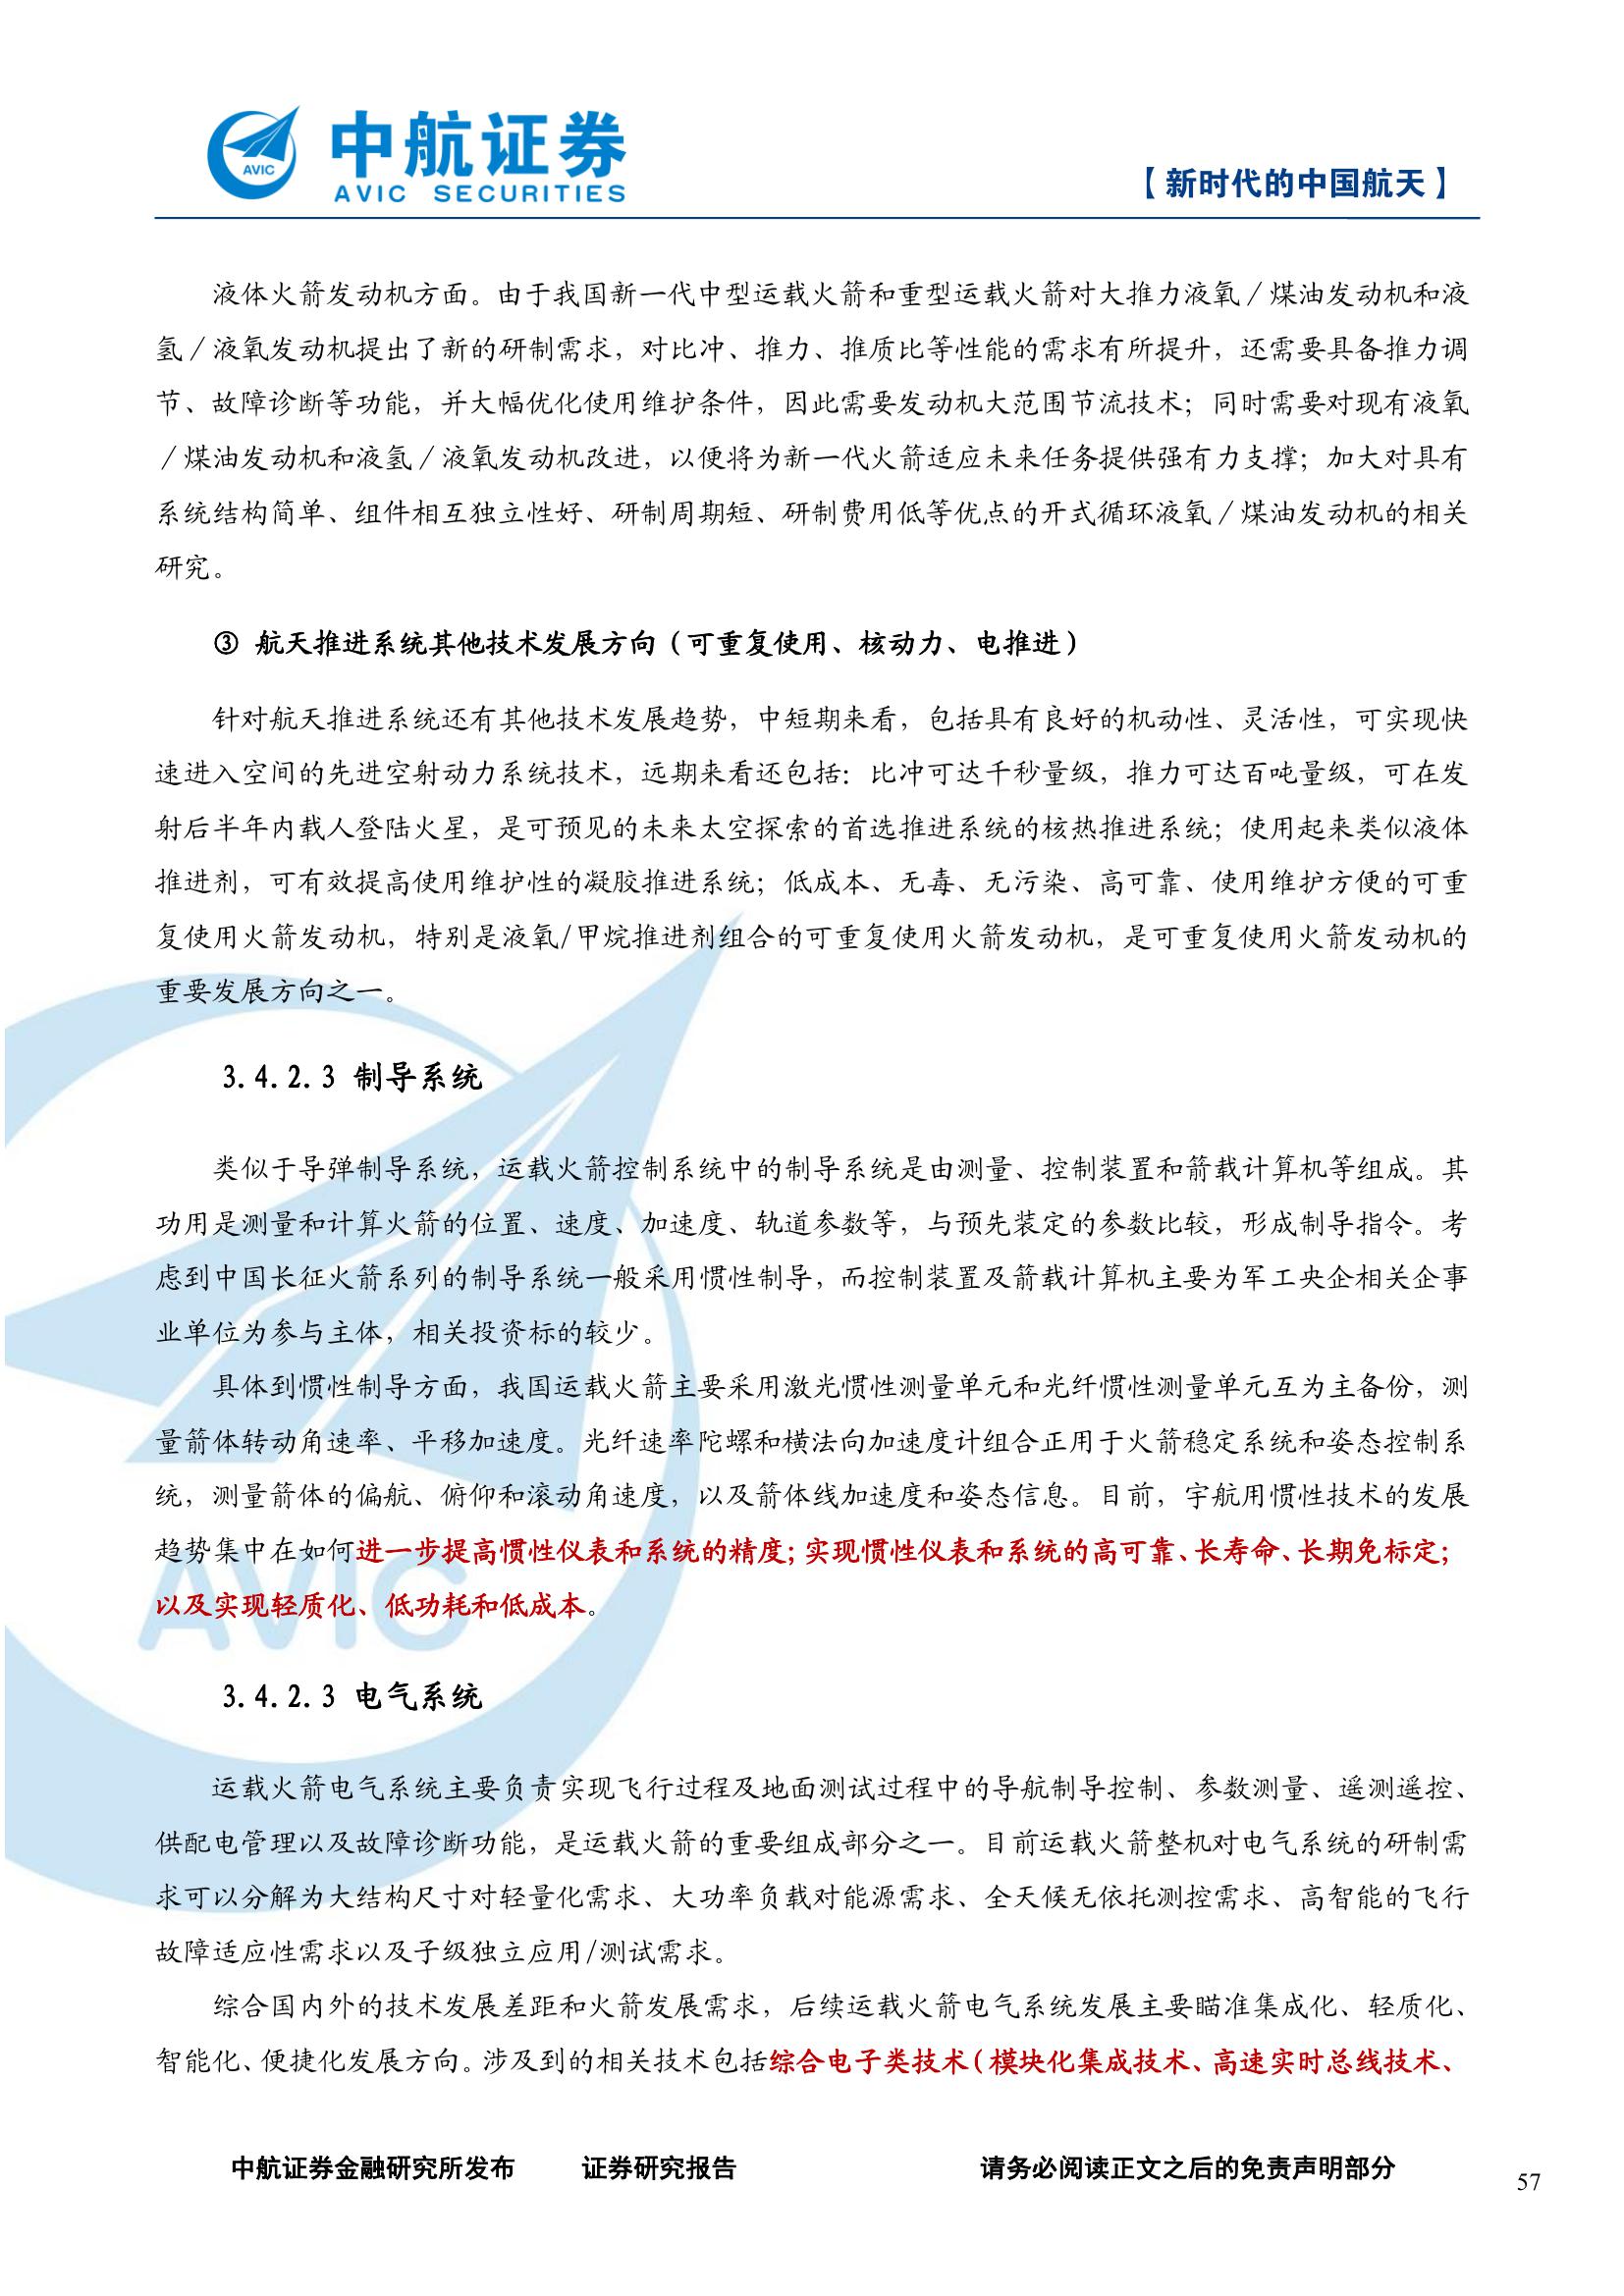 AVIC
中航证券
AVIC SECURITIES
【新时代的中国航天】
液体火箭发动机方面。由于我国新一代中型运载火箭和重型运载火箭对大推力液氧／煤油发动机和液
氢／液氧发动机提出了新的研制需求，对比冲、推力、推质比等性能的需求有所提升，还需要具备推力调
节、故障诊断等功能，并大幅优化使用维护条件，因此需要发动机大范围节流技术；同时需要对现有液氧
／煤油发动机和液氢／液氧发动机改进，以便将为新一代火箭适应未来任务提供强有力支撑；加大对具有
系统结构简单、组件相互独立性好、研制周期短、研制费用低等优点的开式循环液氧／煤油发动机的相关
研究。
③ 航天推进系统其他技术发展方向（可重复使用、核动力、电推进）
针对航天推进系统还有其他技术发展趋势，中短期来看，包括具有良好的机动性、灵活性，可实现快
速进入空间的先进空射动力系统技术，远期来看还包括：比冲可达千秒量级，推力可达百吨量级，可在发
射后半年内载人登陆火星，是可预见的未来太空探索的首选推进系统的核热推进系统；使用起来类似液体
推进剂，可有效提高使用维护性的凝胶推进系统；低成本、无毒、无污染、高可靠、使用维护方便的可重
复使用火箭发动机，特别是液氧/甲烷推进剂组合的可重复使用火箭发动机，是可重复使用火箭发动机的
重要发展方向之一。
3.4.2.3 制导系统
类似于导弹制导系统，运载火箭控制系统中的制导系统是由测量、控制装置和箭载计算机等组成。其
功用是测量和计算火箭的位置、速度、加速度、轨道参数等，与预先装定的参数比较，形成制导指令。考
虑到中国长征火箭系列的制导系统一般采用惯性制导，而控制装置及箭载计算机主要为军工央企相关企事
业单位为参与主体，相关投资标的较少。
具体到惯性制导方面，我国运载火箭主要采用激光惯性测量单元和光纤惯性测量单元互为主备份，测
量箭体转动角速率、平移加速度。光纤速率陀螺和横法向加速度计组合正用于火箭稳定系统和姿态控制系
统，测量箭体的偏航、俯仰和滚动角速度，以及箭体线加速度和姿态信息。目前，宇航用惯性技术的发展
趋势集中在如何进一步提高惯性仪表和系统的精度；实现惯性仪表和系统的高可靠、长寿命、长期免标定；
以及实现轻质化、低功耗和低成本。
AVIC
3.4.2.3 电气系统
运载火箭电气系统主要负责实现飞行过程及地面测试过程中的导航制导控制、参数测量、遥测遥控、
供配电管理以及故障诊断功能，是运载火箭的重要组成部分之一。目前运载火箭整机对电气系统的研制需
求可以分解为大结构尺寸对轻量化需求、大功率负载对能源需求、全天候无依托测控需求、高智能的飞行
故障适应性需求以及子级独立应用/测试需求。
综合国内外的技术发展差距和火箭发展需求，后续运载火箭电气系统发展主要瞄准集成化、轻质化、
智能化、便捷化发展方向。涉及到的相关技术包括综合电子类技术（模块化集成技术、高速实时总线技术、
中航证券金融研究所发布 证券研究报告 请务必阅读正文之后的免责声明部分
57